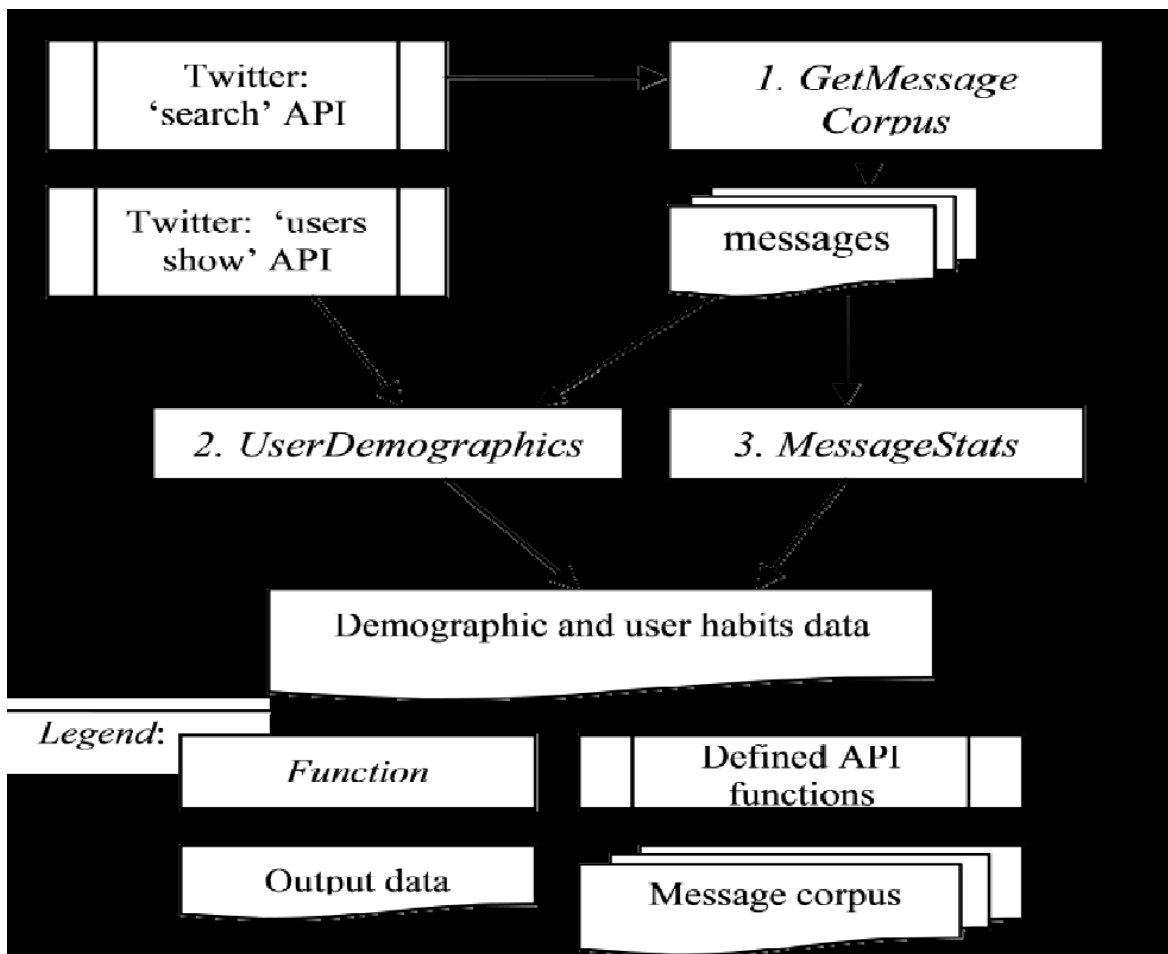 Twitter:
‘search’ API
1. GetMessage
Corpus
Twitter: ‘users
show’ API
messages
2. UserDemographics
3. MessageStats
Demographic and user habits data
Legend:
Function
Defined API
functions
Output data
Message corpus